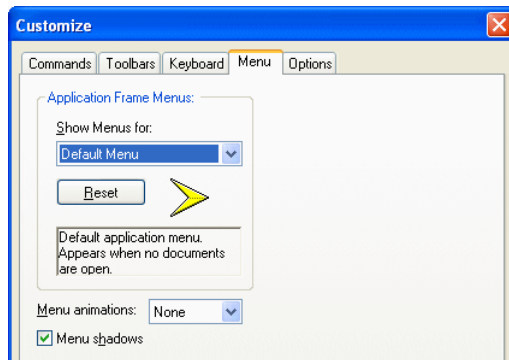 Customize
Commands Toolbars Keyboard Menu Options
Application Frame Menus:
Show Menus for:
Default Menu
Reset
Default application menu.
Appears when no documents
are open.
Menu animations: None
Menu shadows